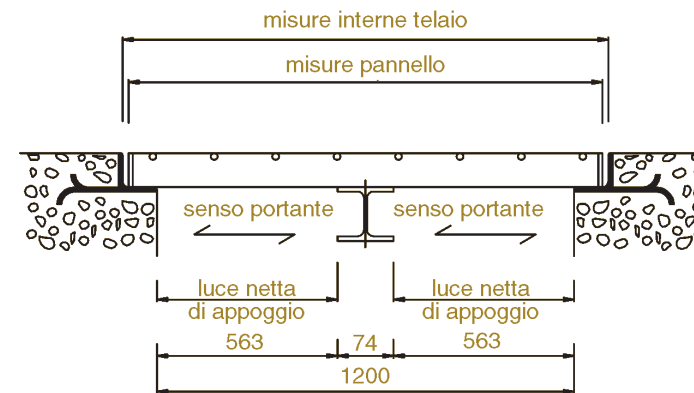 misure interne telaio
misure pannello
senso portante
senso portante
luce netta
di appoggio
luce netta
di appoggio
563
74
563
1200